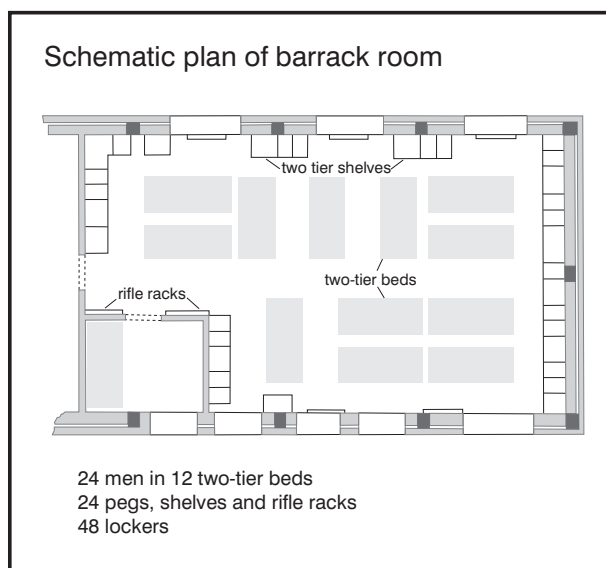 Schematic plan of barrack room
two tier shelves
two-tier beds
rifle racks
24 men in 12 two-tier beds
24 pegs, shelves and rifle racks
48 lockers